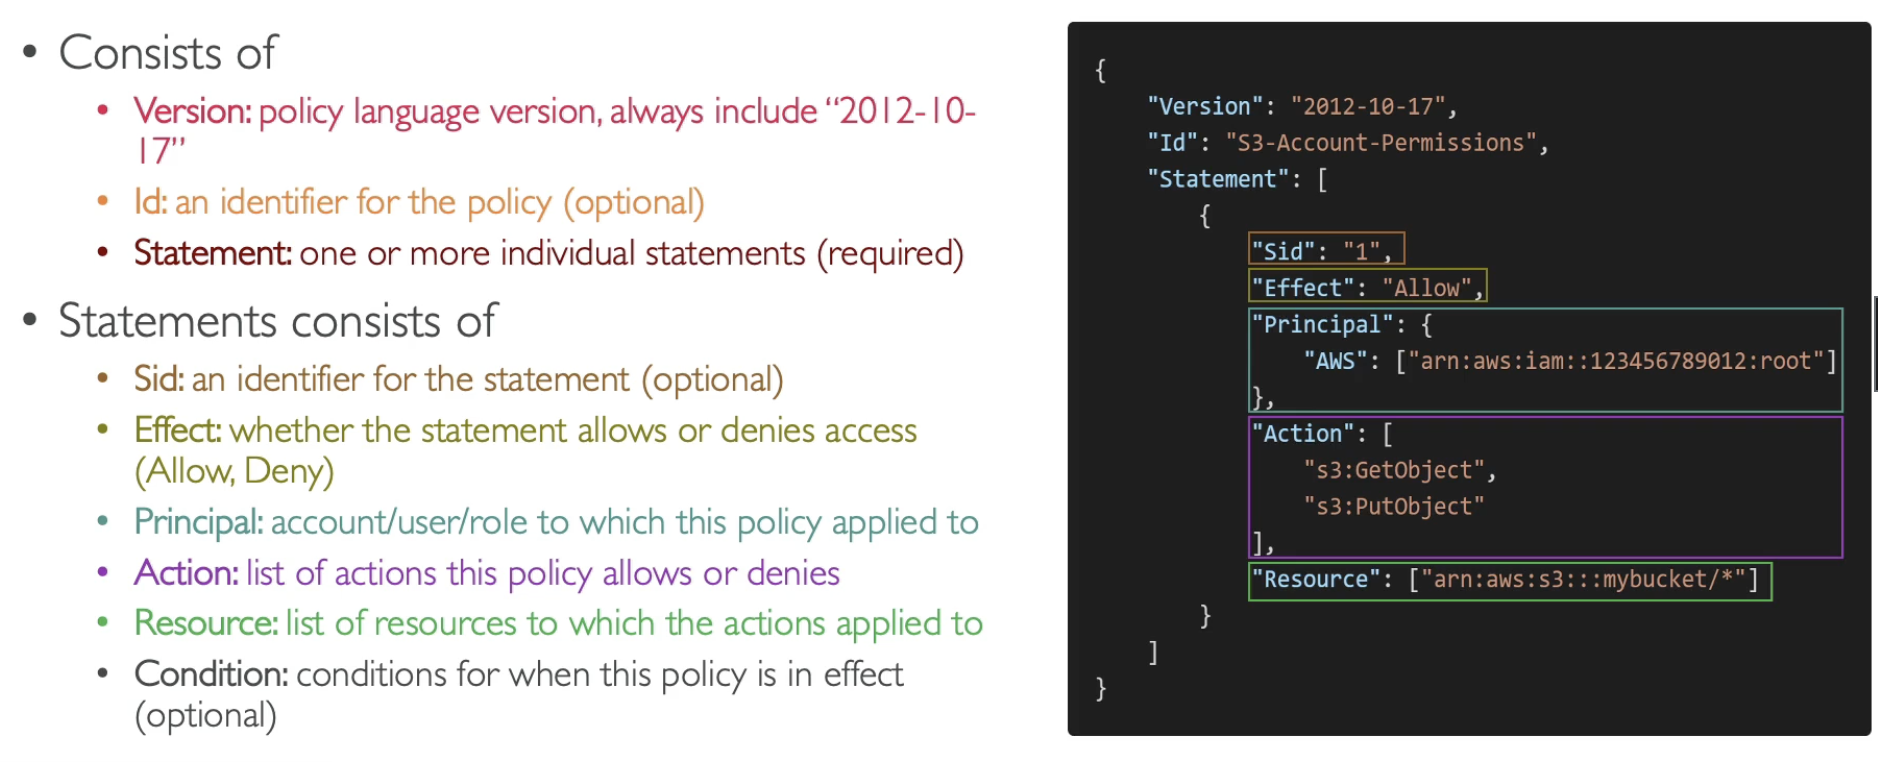 • Consists of
• Version: policy language version, always include “2012-10-
17”
• Id: an identifier for the policy (optional)
• Statement: one or more individual statements (required)
• Statements consists of
• Sid: an identifier for the statement (optional)
• Effect: whether the statement allows or denies access
(Allow, Deny)
• Principal: account/user/role to which this policy applied to
• Action: list of actions this policy allows or denies
• Resource: list of resources to which the actions applied to
• Condition: conditions for when this policy is in effect
(optional)
{
"Version": "2012-10-17",
"Id": "S3-Account-Permissions",
"Statement": [
{
"Sid": "1",
"Effect": "Allow",
"Principal": {
"AWS": ["arn:aws:iam::123456789012:root"]
},
"Action": [
"s3:GetObject",
"s3:PutObject"
],
"Resource": ["arn:aws:s3:::mybucket/*"]
}
]
}